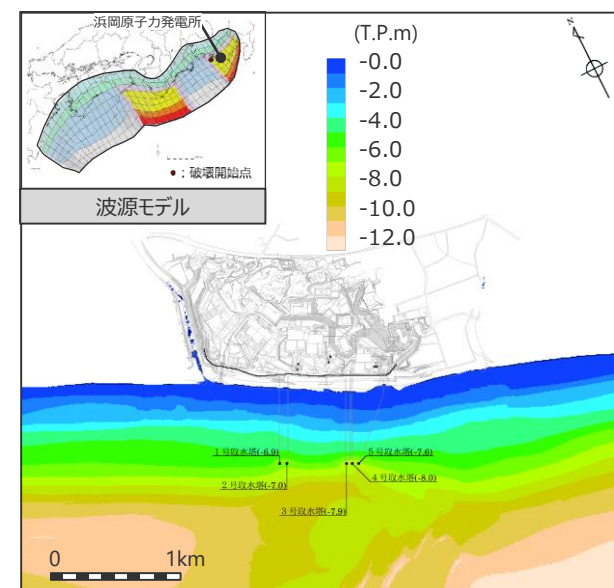 浜岡原子力発電所
●：破壊開始点
波源モデル
(T.P.m)
-0.0
-2.0
-4.0
-6.0
-8.0
-10.0
-12.0
N
1号取水塔(-6.9)
5号取水塔(-7.6)
2号取水塔(-7.0)
4号取水塔(-8.0)
3号取水塔(-7.9)
0 1km